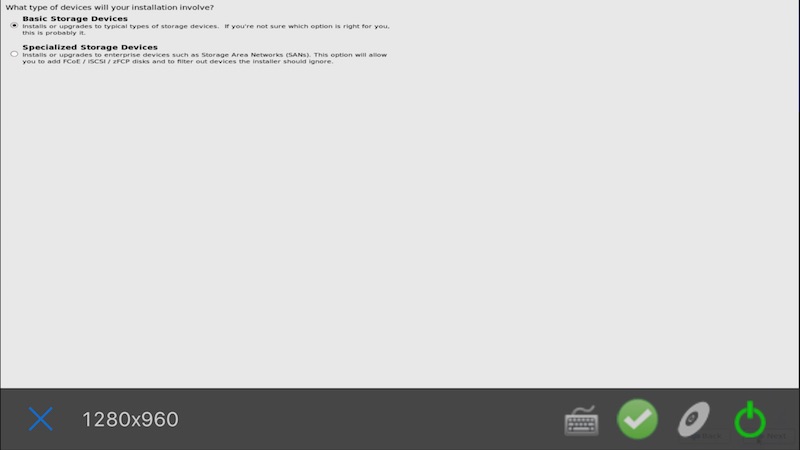 What type of devices will your installation involve?
Basic Storage Devices
Installs or upgrades to typical types of storage devices. If you're not sure which option is right for you,
this is probably it.
Specialized Storage Devices
Installs or upgrades to enterprise devices such as Storage Area Networks (SANs). This option will allow
you to add FCoE / iSCSI / zFCP disks and to filter out devices the installer should ignore.
1280x960
Back
Next